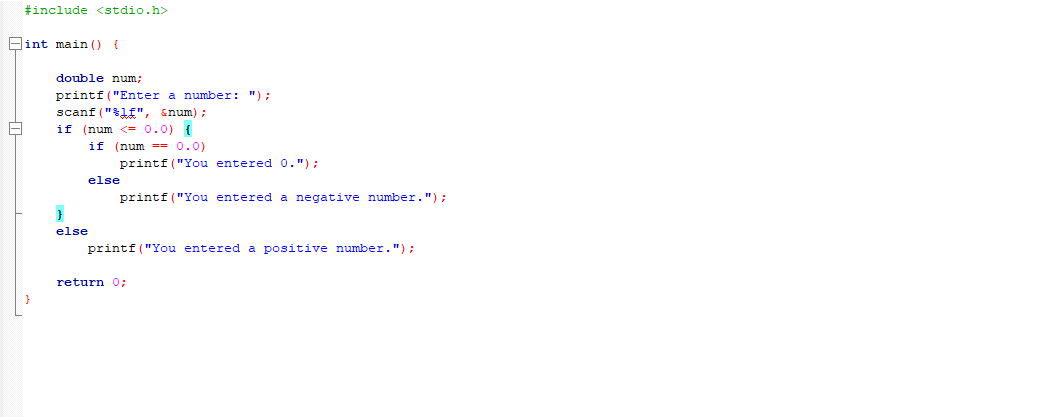 #include <stdio.h>
int main() {
double num;
printf("Enter a number: ");
scanf("%lf", &num);
if (num <= 0.0) {
if (num == 0.0)
printf("You entered 0.");
else
printf("You entered a negative number.");
}
else
printf("You entered a positive number.");
return 0;
}